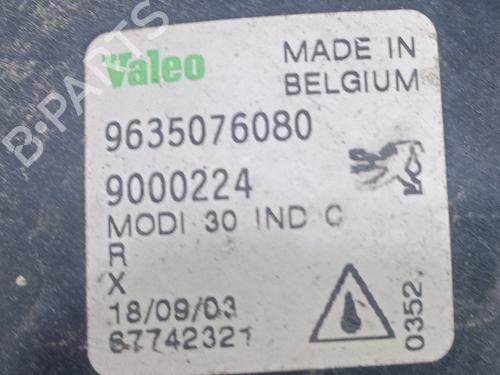 Valeo
MADE IN
BELGIUM
9635076080
9000224
MODI 30 IND C
R
X
18/09/03
67742321
0352
B-PARTS